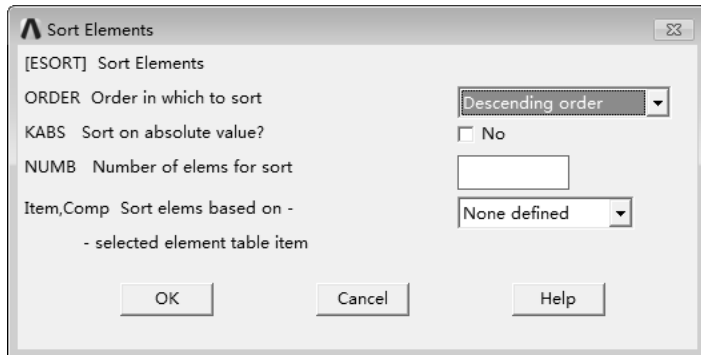 Sort Elements
[ESORT] Sort Elements
ORDER Order in which to sort Descending order
KABS Sort on absolute value? No
NUMB Number of elems for sort
Item,Comp Sort elems based on - None defined
- selected element table item
OK Cancel Help